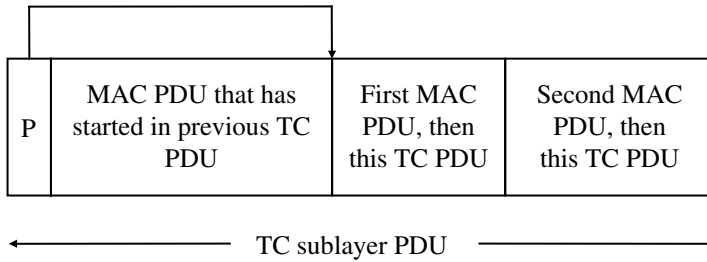 P
MAC PDU that has
started in previous TC
PDU
First MAC
PDU, then
this TC PDU
Second MAC
PDU, then
this TC PDU
TC sublayer PDU